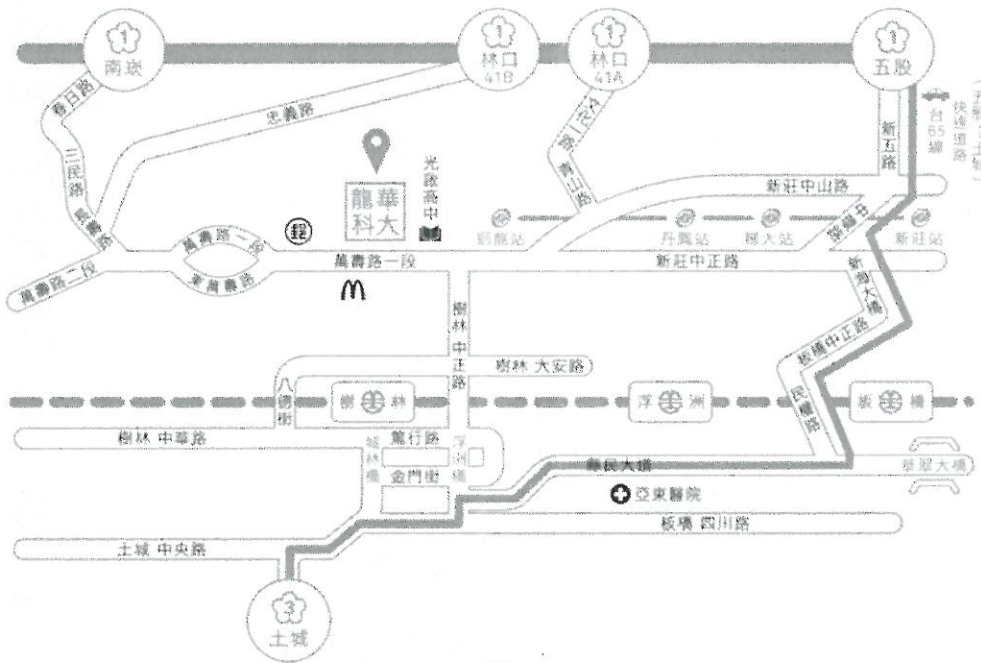 1
南崁
1
林口
41B
1
林口
41A
1
五股
春日路
忠義路
文化一路
新五路
台65線
快速道路
三民路
萬壽路
青山路
龍華
科大
光啟高中
新莊中山路
郵
迴龍站
丹鳳站
輔大站
新莊站
萬壽路一段
東萬壽路
萬壽路二段
萬壽路一段
新莊中正路
新海大橋
樹林 中正路
板橋中正路
樹林 大安路
八德街
民權路
樹林
浮洲
板橋
樹林 中華路
龍行路
城林橋
浮洲橋
金門街
縣民大道
華翠大橋
亞東醫院
板橋 四川路
土城 中央路
3
土城